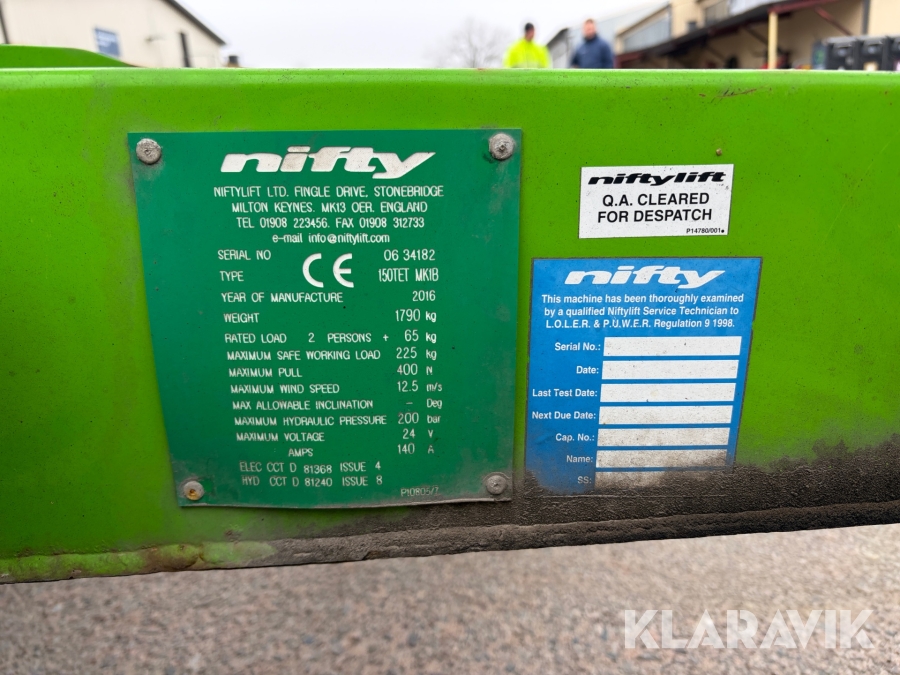 nifty
NIFTYLIFT LTD. FINGLE DRIVE, STONEBRIDGE
MILTON KEYNES. MK13 OER. ENGLAND
TEL 01908 223456. FAX 01908 312733
e-mail info@niftylift.com
SERIAL NO CE 06 34182
TYPE 150TET MK1B
YEAR OF MANUFACTURE 2016
WEIGHT 1790 kg
RATED LOAD 2 PERSONS + 65 kg
MAXIMUM SAFE WORKING LOAD 225 kg
MAXIMUM PULL 400 N
MAXIMUM WIND SPEED 12.5 m/s
MAX ALLOWABLE INCLINATION - Deg
MAXIMUM HYDRAULIC PRESSURE 200 bar
MAXIMUM VOLTAGE 24 V
AMPS 140 A
ELEC CCT D 81368 ISSUE 4
HYD CCT D 81240 ISSUE 8
P10805/7
niftylift
Q.A. CLEARED
FOR DESPATCH
P14780/001
nifty
This machine has been thoroughly examined
by a qualified Niftylift Service Technician to
L.O.L.E.R. & P.U.W.E.R. Regulation 9 1998.
Serial No.:
Date:
Last Test Date:
Next Due Date:
Cap. No.:
Name:
SS:
KLARAVIK